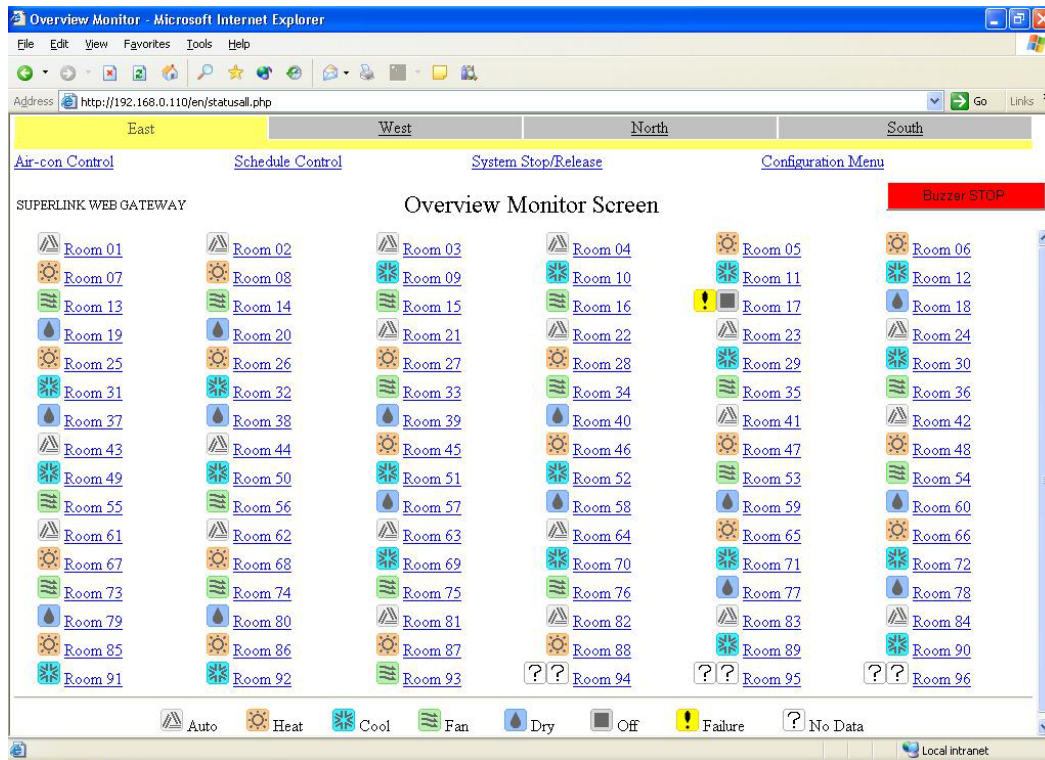 Overview Monitor - Microsoft Internet Explorer
File Edit View Favorites Tools Help
Address http://192.168.0.110/en/statusall.php Go Links
East West North South
Air-con Control Schedule Control System Stop/Release Configuration Menu
Buzzer STOP
SUPERLINK WEB GATEWAY Overview Monitor Screen
Room 01 Room 02 Room 03 Room 04 Room 05 Room 06
Room 07 Room 08 Room 09 Room 10 Room 11 Room 12
Room 13 Room 14 Room 15 Room 16 ! Room 17 Room 18
Room 19 Room 20 Room 21 Room 22 Room 23 Room 24
Room 25 Room 26 Room 27 Room 28 Room 29 Room 30
Room 31 Room 32 Room 33 Room 34 Room 35 Room 36
Room 37 Room 38 Room 39 Room 40 Room 41 Room 42
Room 43 Room 44 Room 45 Room 46 Room 47 Room 48
Room 49 Room 50 Room 51 Room 52 Room 53 Room 54
Room 55 Room 56 Room 57 Room 58 Room 59 Room 60
Room 61 Room 62 Room 63 Room 64 Room 65 Room 66
Room 67 Room 68 Room 69 Room 70 Room 71 Room 72
Room 73 Room 74 Room 75 Room 76 Room 77 Room 78
Room 79 Room 80 Room 81 Room 82 Room 83 Room 84
Room 85 Room 86 Room 87 Room 88 Room 89 Room 90
Room 91 Room 92 Room 93 ? ? Room 94 ? ? Room 95 ? ? Room 96
Auto Heat Cool Fan Dry Off ! Failure ? No Data
Local intranet